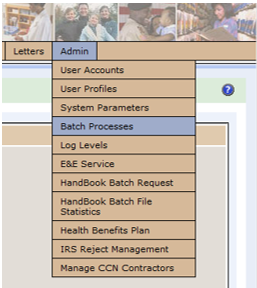 Letters Admin
User Accounts
User Profiles
System Parameters
Batch Processes
Log Levels
E&E Service
HandBook Batch Request
HandBook Batch File
Statistics
Health Benefits Plan
IRS Reject Management
Manage CCN Contractors
?